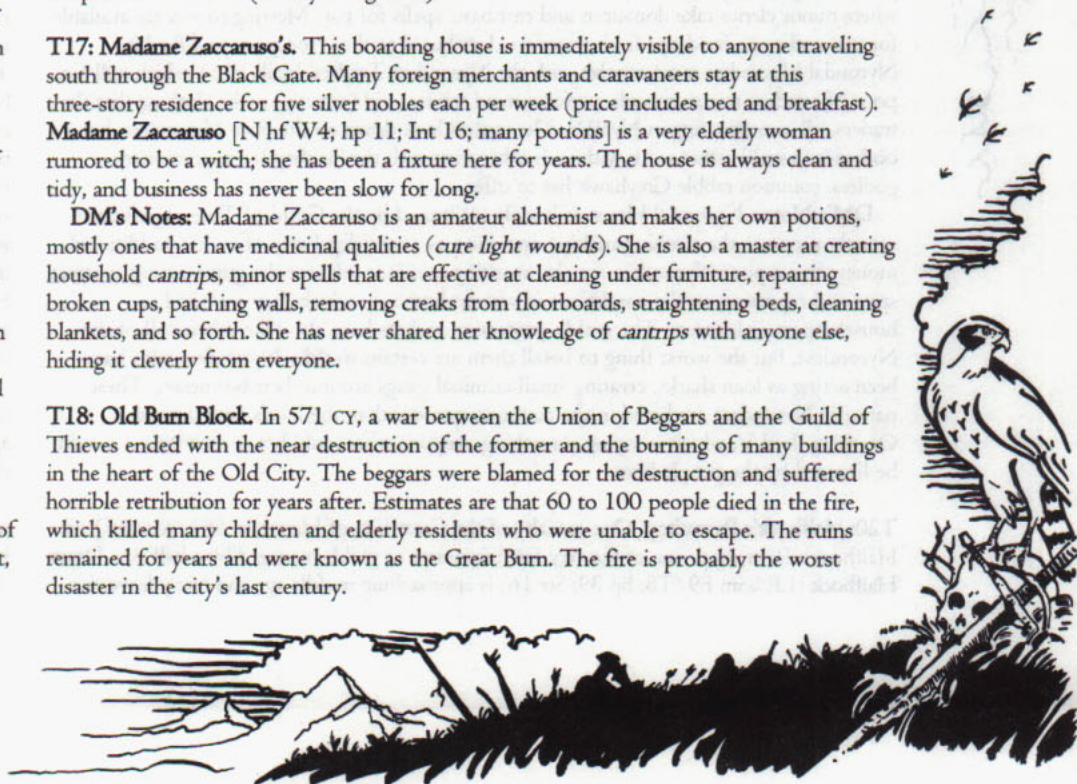 T17: Madame Zaccaruso's. This boarding house is immediately visible to anyone traveling
south through the Black Gate. Many foreign merchants and caravaneers stay at this
three-story residence for five silver nobles each per week (price includes bed and breakfast).
Madame Zaccaruso [N hf W4; hp 11; Int 16; many potions] is a very elderly woman
rumored to be a witch; she has been a fixture here for years. The house is always clean and
tidy, and business has never been slow for long.
DM's Notes: Madame Zaccaruso is an amateur alchemist and makes her own potions,
mostly ones that have medicinal qualities (cure light wounds). She is also a master at creating
household cantrips, minor spells that are effective at cleaning under furniture, repairing
broken cups, patching walls, removing creaks from floorboards, straightening beds, cleaning
blankets, and so forth. She has never shared her knowledge of cantrips with anyone else,
hiding it cleverly from everyone.
T18: Old Burn Block. In 571 CY, a war between the Union of Beggars and the Guild of
Thieves ended with the near destruction of the former and the burning of many buildings
in the heart of the Old City. The beggars were blamed for the destruction and suffered
horrible retribution for years after. Estimates are that 60 to 100 people died in the fire,
which killed many children and elderly residents who were unable to escape. The ruins
remained for years and were known as the Great Burn. The fire is probably the worst
disaster in the city's last century.